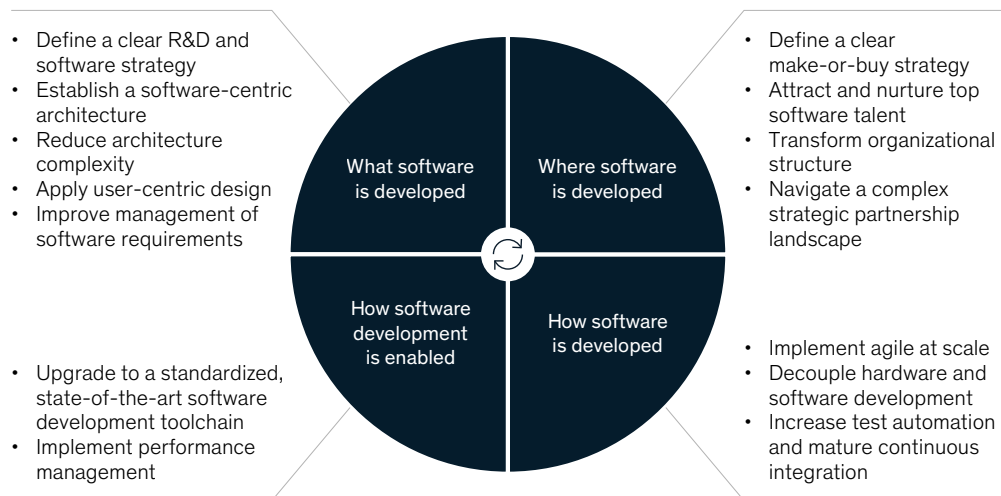 • Define a clear R&D and
software strategy
• Establish a software-centric
architecture
• Reduce architecture
complexity
• Apply user-centric design
• Improve management of
software requirements
What software
is developed
Where software
is developed
• Define a clear
make-or-buy strategy
• Attract and nurture top
software talent
• Transform organizational
structure
• Navigate a complex
strategic partnership
landscape
• Upgrade to a standardized,
state-of-the-art software
development toolchain
• Implement performance
management
How software
development
is enabled
How software
is developed
• Implement agile at scale
• Decouple hardware and
software development
• Increase test automation
and mature continuous
integration